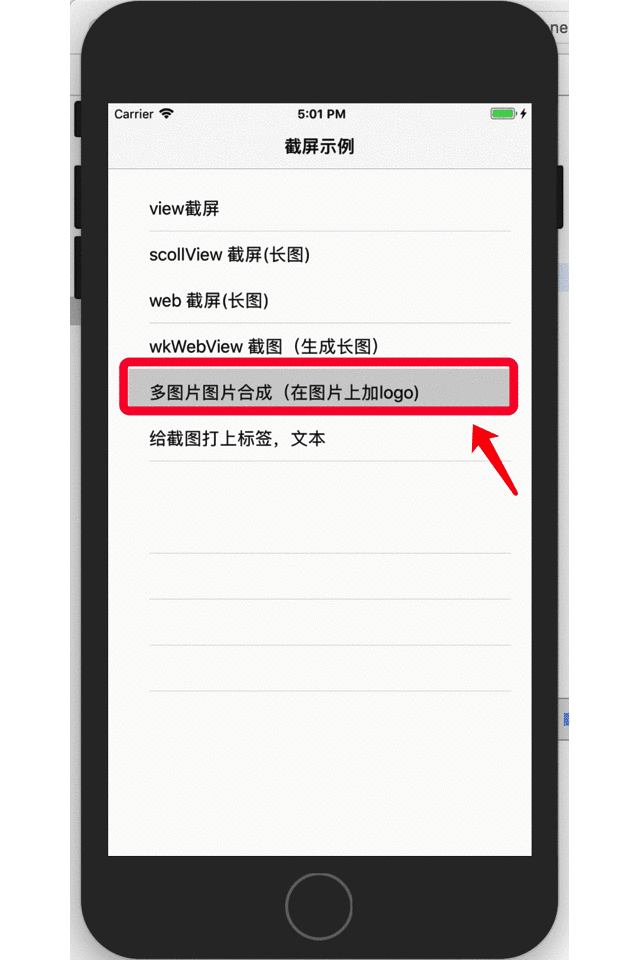 ne
Carrier 5:01 PM
截屏示例
view截屏
scollView 截屏(长图)
web 截屏(长图)
wkWebView 截图（生成长图）
多图片图片合成（在图片上加logo)
给截图打上标签，文本